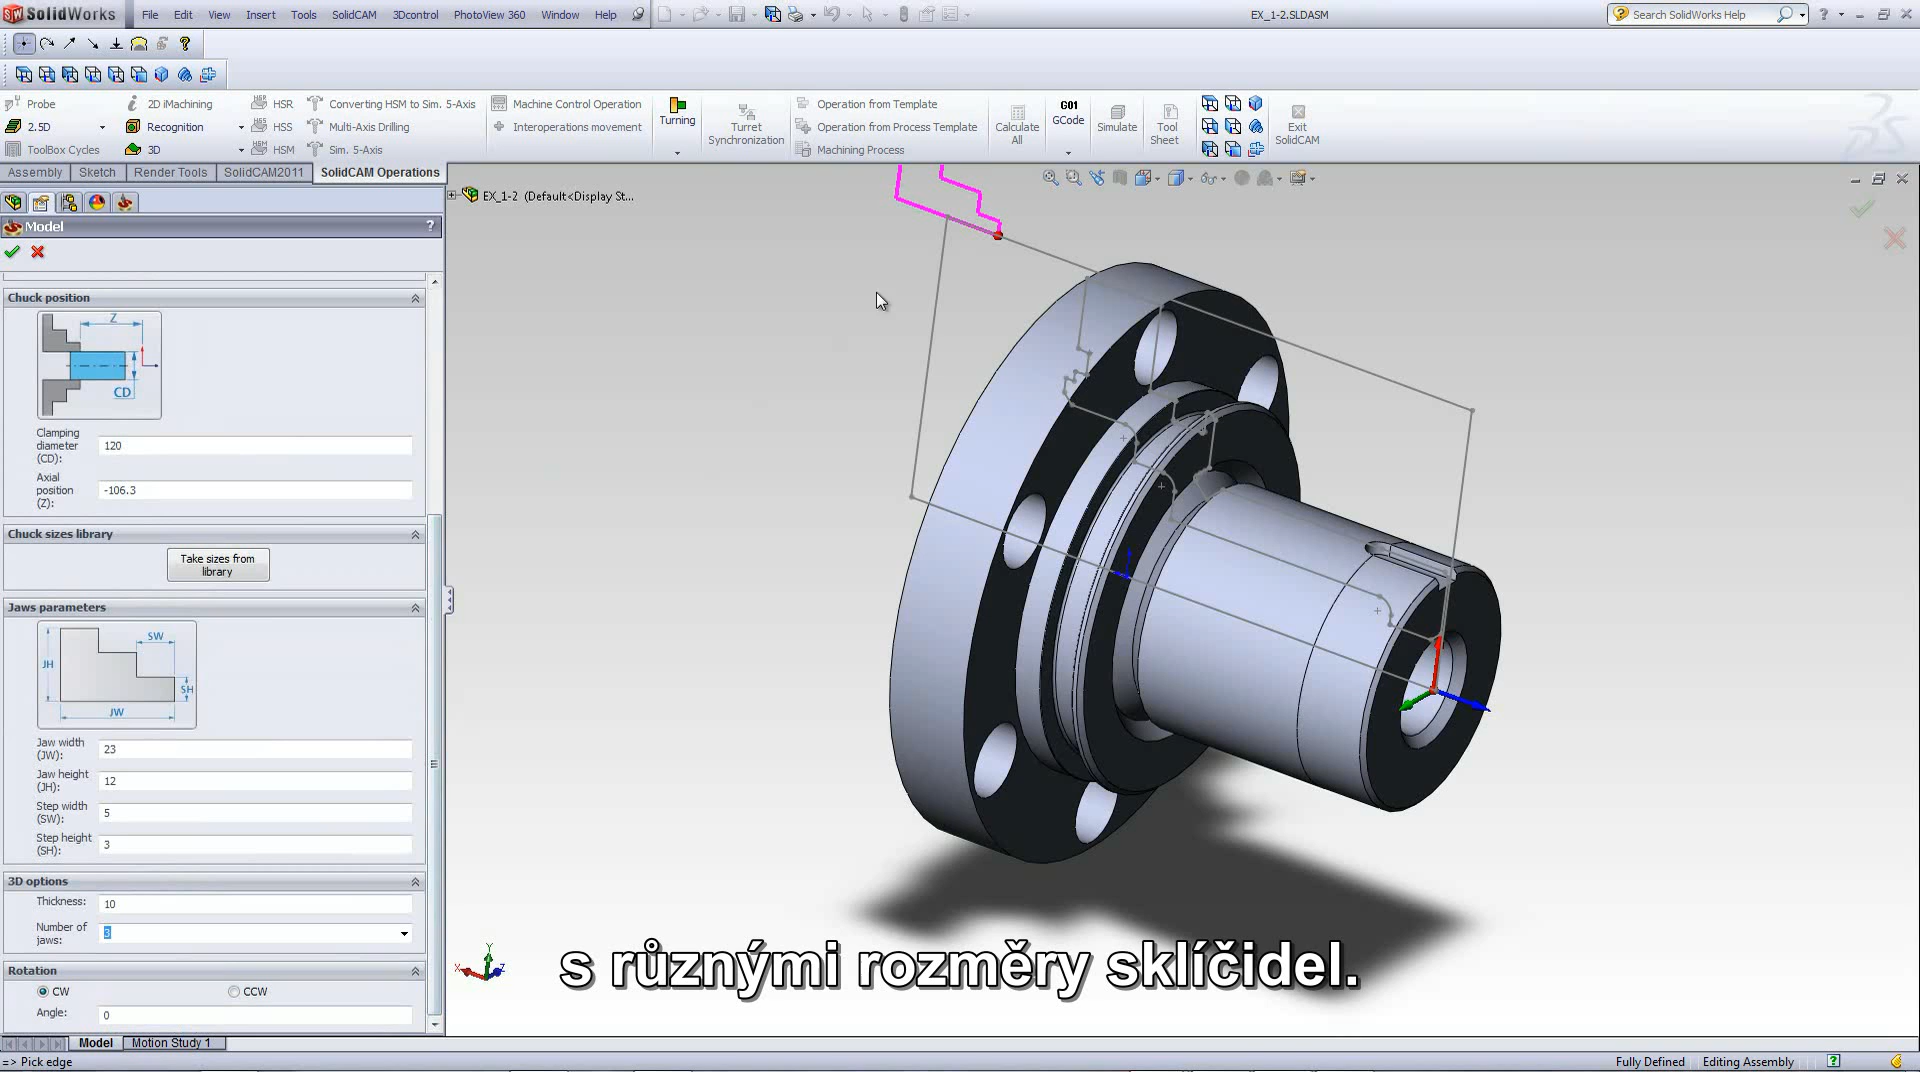 SolidWorks File Edit View Insert Tools SolidCAM 3Dcontrol PhotoView 360 Window Help EX_1-2.SLDASM Search SolidWorks Help
Probe 2D iMachining HSR Converting HSM to Sim. 5-Axis Machine Control Operation Operation from Template
2.5D Recognition HSS Multi-Axis Drilling Interoperations movement Operation from Process Template
ToolBox Cycles 3D HSM Sim. 5-Axis Machining Process
Turning
Turret Synchronization
Calculate All
G01 GCode
Simulate
Tool Sheet
Exit SolidCAM
Assembly Sketch Render Tools SolidCAM2011 SolidCAM Operations
EX_1-2 (Default<Display St...
Model ?
Chuck position
Z
CD
Clamping diameter (CD): 120
Axial position (Z): -106.3
Chuck sizes library
Take sizes from library
Jaws parameters
SW
JH
SH
JW
Jaw width (JW): 23
Jaw height (JH): 12
Step width (SW): 5
Step height (SH): 3
3D options
Thickness: 10
Number of jaws: 3
Rotation
CW CCW
Angle: 0
Y
X Z
s různými rozměry sklíčidel.
Model Motion Study 1
=> Pick edge Fully Defined Editing Assembly